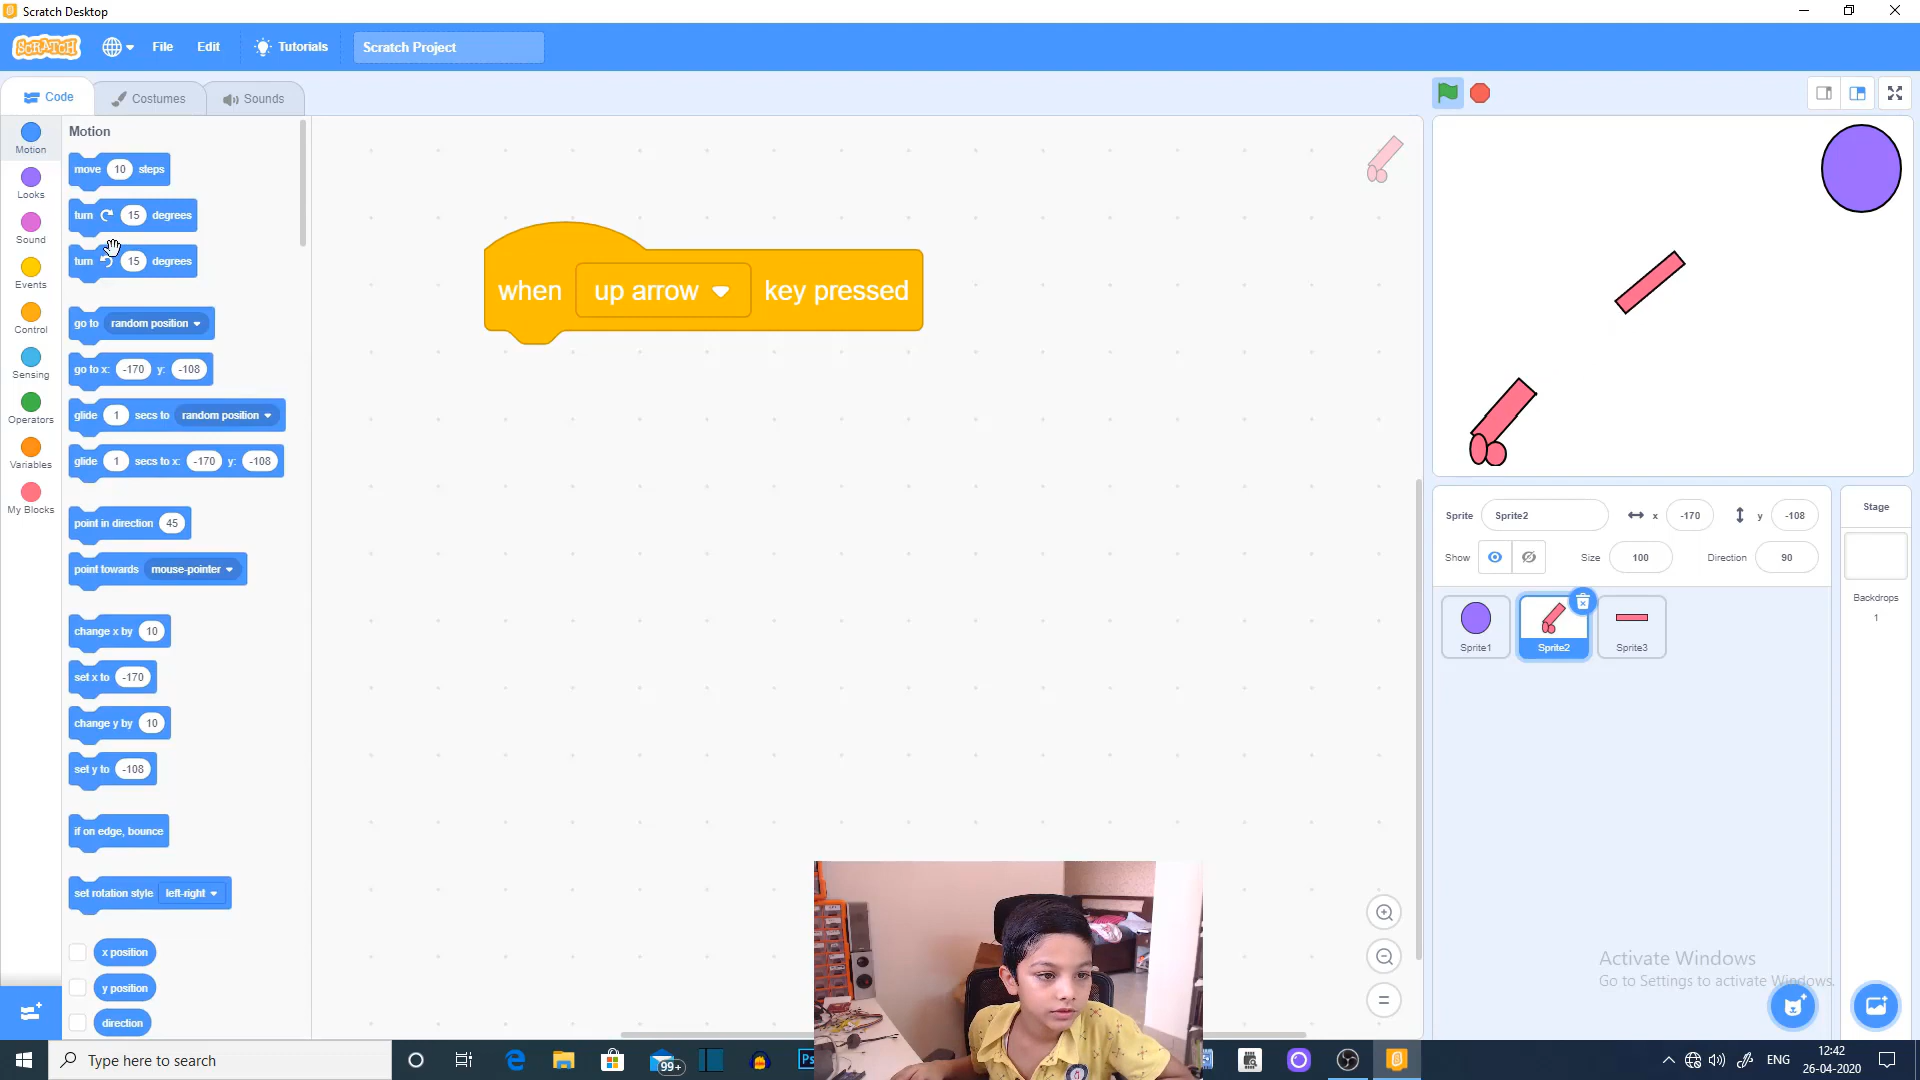 Scratch Desktop
SCRATCH
File
Edit
Tutorials
Scratch Project
Code
Costumes
Sounds
Motion
Looks
Sound
Events
Control
Sensing
Operators
Variables
My Blocks
Motion
move 10 steps
turn 15 degrees
turn 15 degrees
go to random position
go to x: -170 y: -108
glide 1 secs to random position
glide 1 secs to x: -170 y: -108
point in direction 45
point towards mouse-pointer
change x by 10
set x to -170
change y by 10
set y to -108
if on edge, bounce
set rotation style left-right
x position
y position
direction
when up arrow key pressed
Sprite Sprite2 x -170 y -108
Show Size 100 Direction 90
Sprite1
Sprite2
Sprite3
Stage
Backdrops
1
Activate Windows
Go to Settings to activate Windows.
Type here to search
99+
Ps
ENG
12:42
26-04-2020